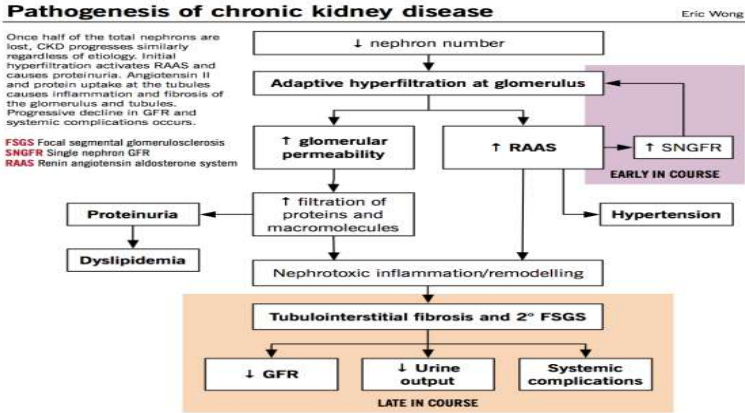 Pathogenesis of chronic kidney disease
Eric Wong
Once half of the total nephrons are
lost, CKD progresses similarly
regardless of etiology. Initial
hyperfiltration activates RAAS and
causes proteinuria. Angiotensin II
and protein uptake at the tubules
causes inflammation and fibrosis of
the glomerulus and tubules.
Progressive decline in GFR and
systemic complications occurs.
FSGS Focal segmental glomerulosclerosis
SNGFR Single nephron GFR
RAAS Renin angiotensin aldosterone system
↓ nephron number
Adaptive hyperfiltration at glomerulus
↑ glomerular
permeability
↑ RAAS
↑ SNGFR
EARLY IN COURSE
↑ filtration of
proteins and
macromolecules
Proteinuria
Hypertension
Dyslipidemia
Nephrotoxic inflammation/remodelling
Tubulointerstitial fibrosis and 2° FSGS
↓ GFR
↓ Urine
output
Systemic
complications
LATE IN COURSE